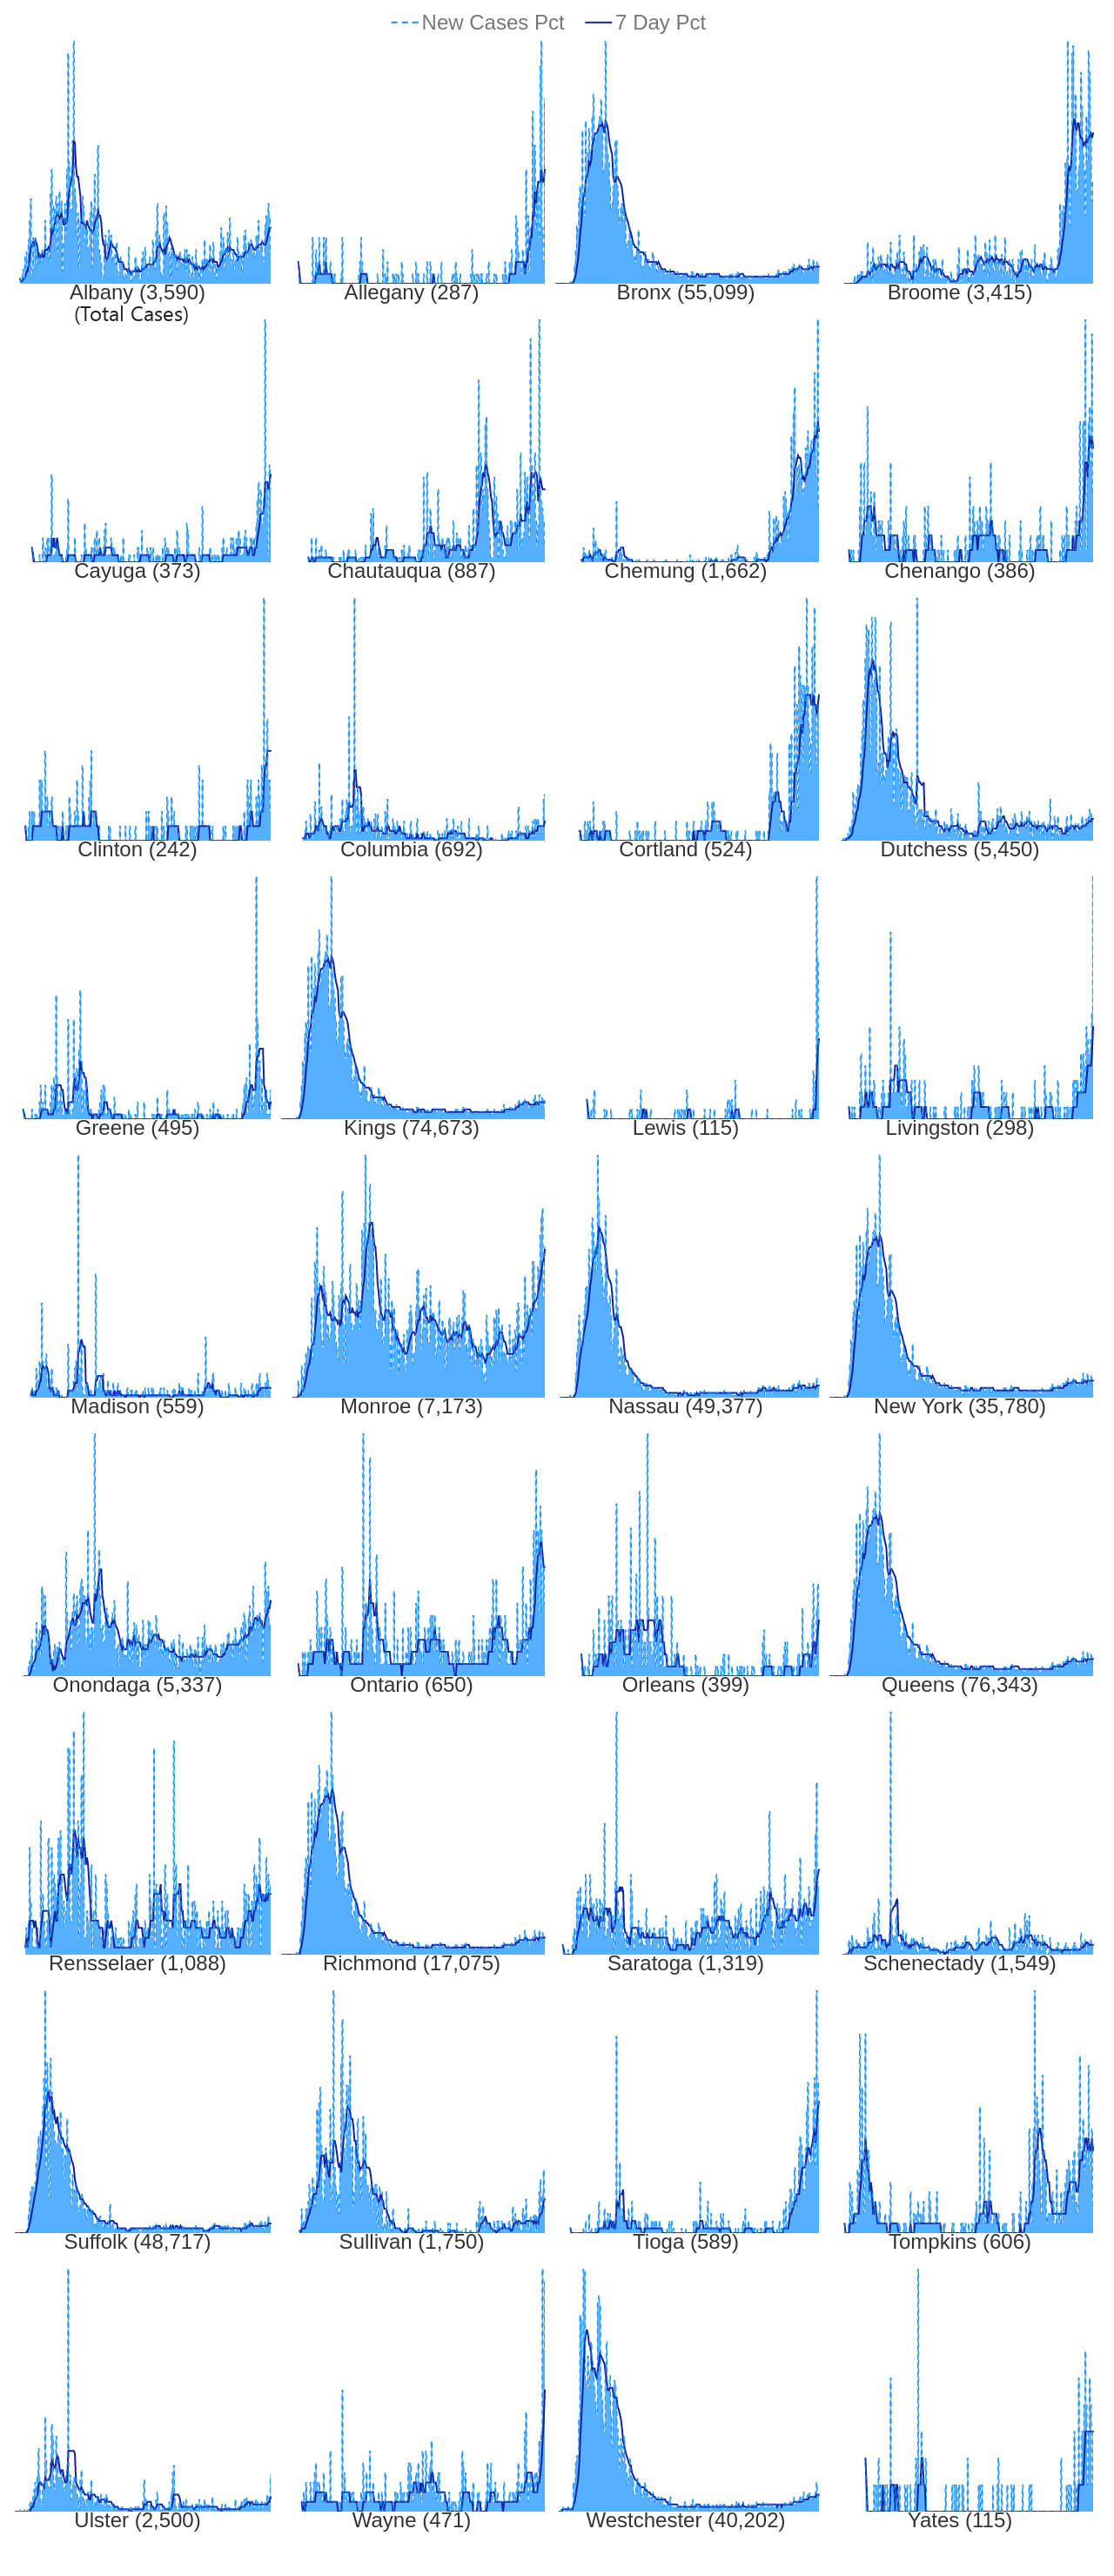 New Cases Pct 7 Day Pct
Albany (3,590) Allegany (287) Bronx (55,099) Broome (3,415)
(Total Cases)
Cayuga (373) Chautauqua (887) Chemung (1,662) Chenango (386)
Clinton (242) Columbia (692) Cortland (524) Dutchess (5,450)
Greene (495) Kings (74,673) Lewis (115) Livingston (298)
Madison (559) Monroe (7,173) Nassau (49,377) New York (35,780)
Onondaga (5,337) Ontario (650) Orleans (399) Queens (76,343)
Rensselaer (1,088) Richmond (17,075) Saratoga (1,319) Schenectady (1,549)
Suffolk (48,717) Sullivan (1,750) Tioga (589) Tompkins (606)
Ulster (2,500) Wayne (471) Westchester (40,202) Yates (115)